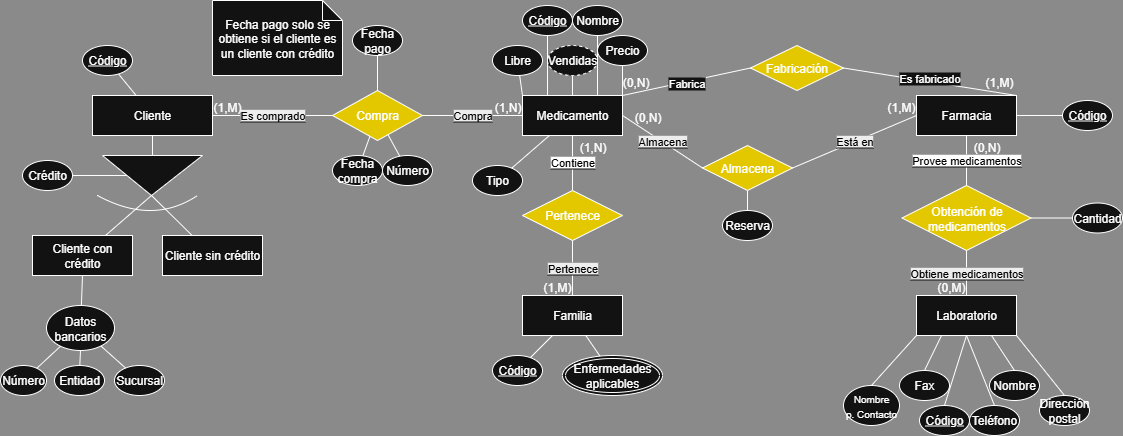 Fecha pago solo se
obtiene si el cliente es
un cliente con crédito
Fecha
pago
Código
Nombre
Libre
Vendidas
Precio
Código
Cliente
(1,M)
Es comprado
Compra
Compra
(1,N)
Medicamento
(0,N)
Fabrica
Fabricación
Es fabricado
(1,M)
(0,N)
Almacena
Almacena
Está en
(1,M)
Farmacia
Código
Reserva
Fecha
compra
Número
Tipo
(1,N)
Contiene
Pertenece
Pertenece
(1,M)
Familia
Código
Enfermedades
aplicables
Crédito
Cliente con
crédito
Cliente sin crédito
Datos
bancarios
Número
Entidad
Sucursal
(0,N)
Provee medicamentos
Obtención de
medicamentos
Cantidad
Obtiene medicamentos
(0,M)
Laboratorio
Nombre
p. Contacto
Fax
Código
Teléfono
Nombre
Dirección
postal